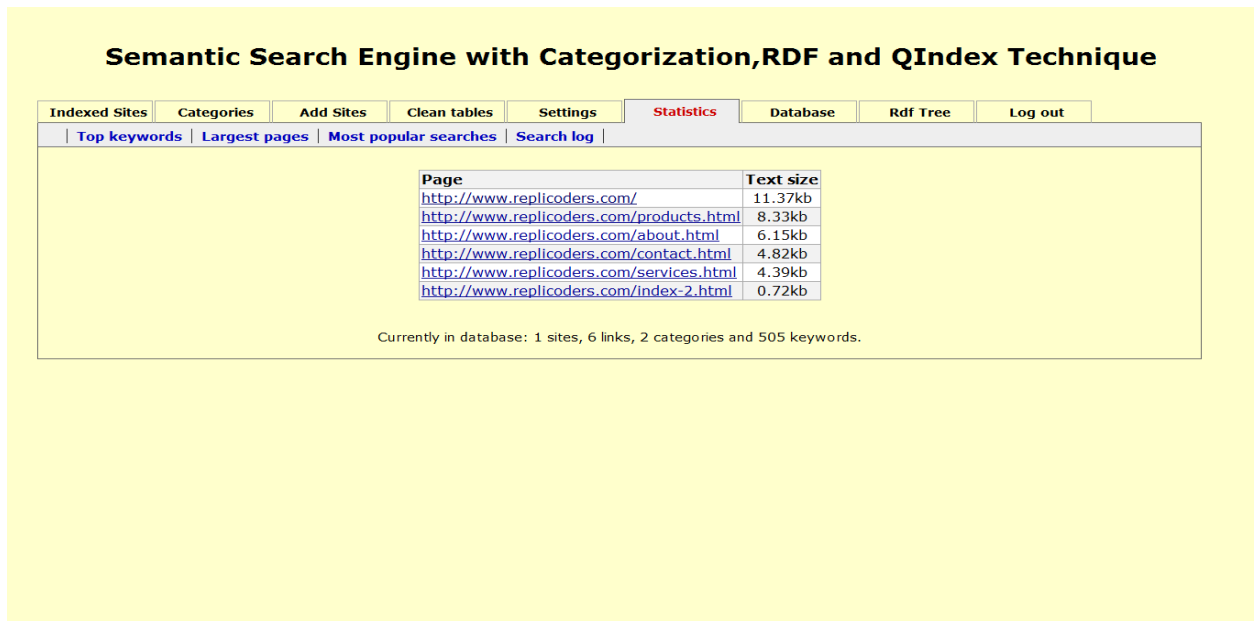 Semantic Search Engine with Categorization,RDF and QIndex Technique
Indexed Sites Categories Add Sites Clean tables Settings Statistics Database Rdf Tree Log out
| Top keywords | Largest pages | Most popular searches | Search log |
Page Text size
http://www.replicoders.com/ 11.37kb
http://www.replicoders.com/products.html 8.33kb
http://www.replicoders.com/about.html 6.15kb
http://www.replicoders.com/contact.html 4.82kb
http://www.replicoders.com/services.html 4.39kb
http://www.replicoders.com/index-2.html 0.72kb
Currently in database: 1 sites, 6 links, 2 categories and 505 keywords.